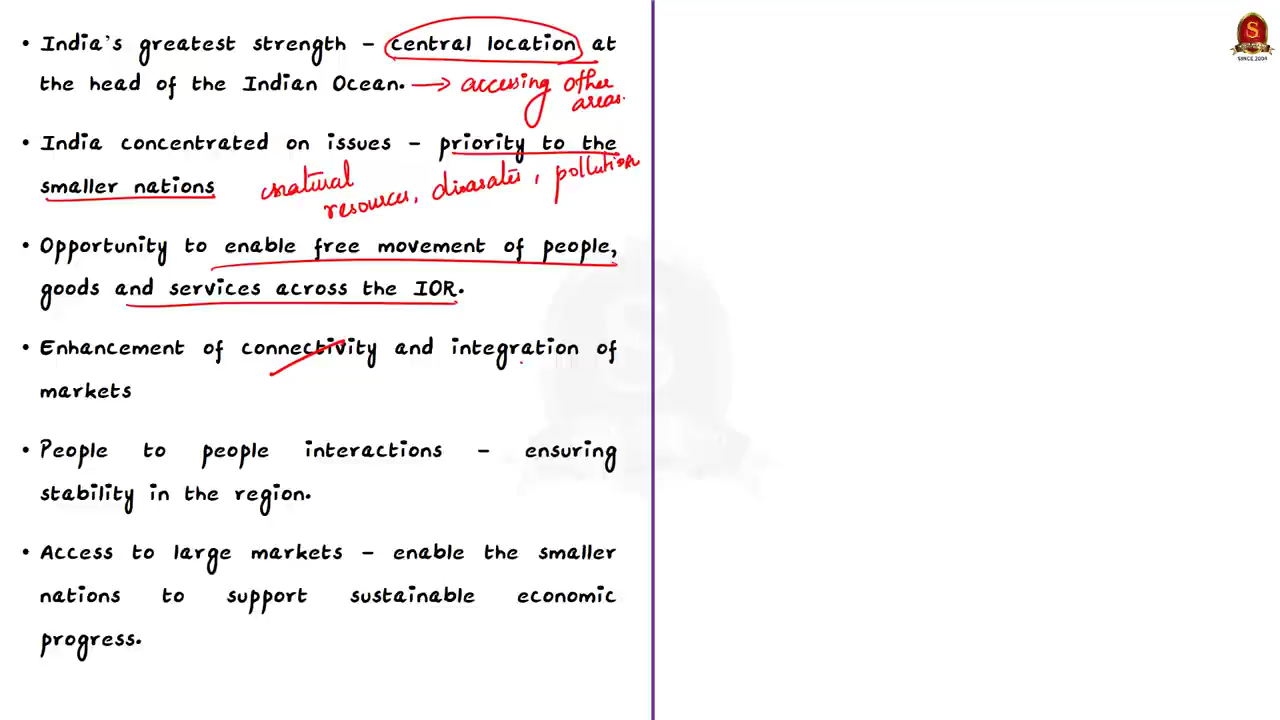 • India's greatest strength – central location at
the head of the Indian Ocean. → accessing other
areas.
• India concentrated on issues – priority to the
smaller nations
natural
resources, disasates, pollution
• Opportunity to enable free movement of people,
goods and services across the IOR.
• Enhancement of connectivity and integration of
markets
• People to people interactions – ensuring
stability in the region.
• Access to large markets – enable the smaller
nations to support sustainable economic
progress.
S
SINCE 2004